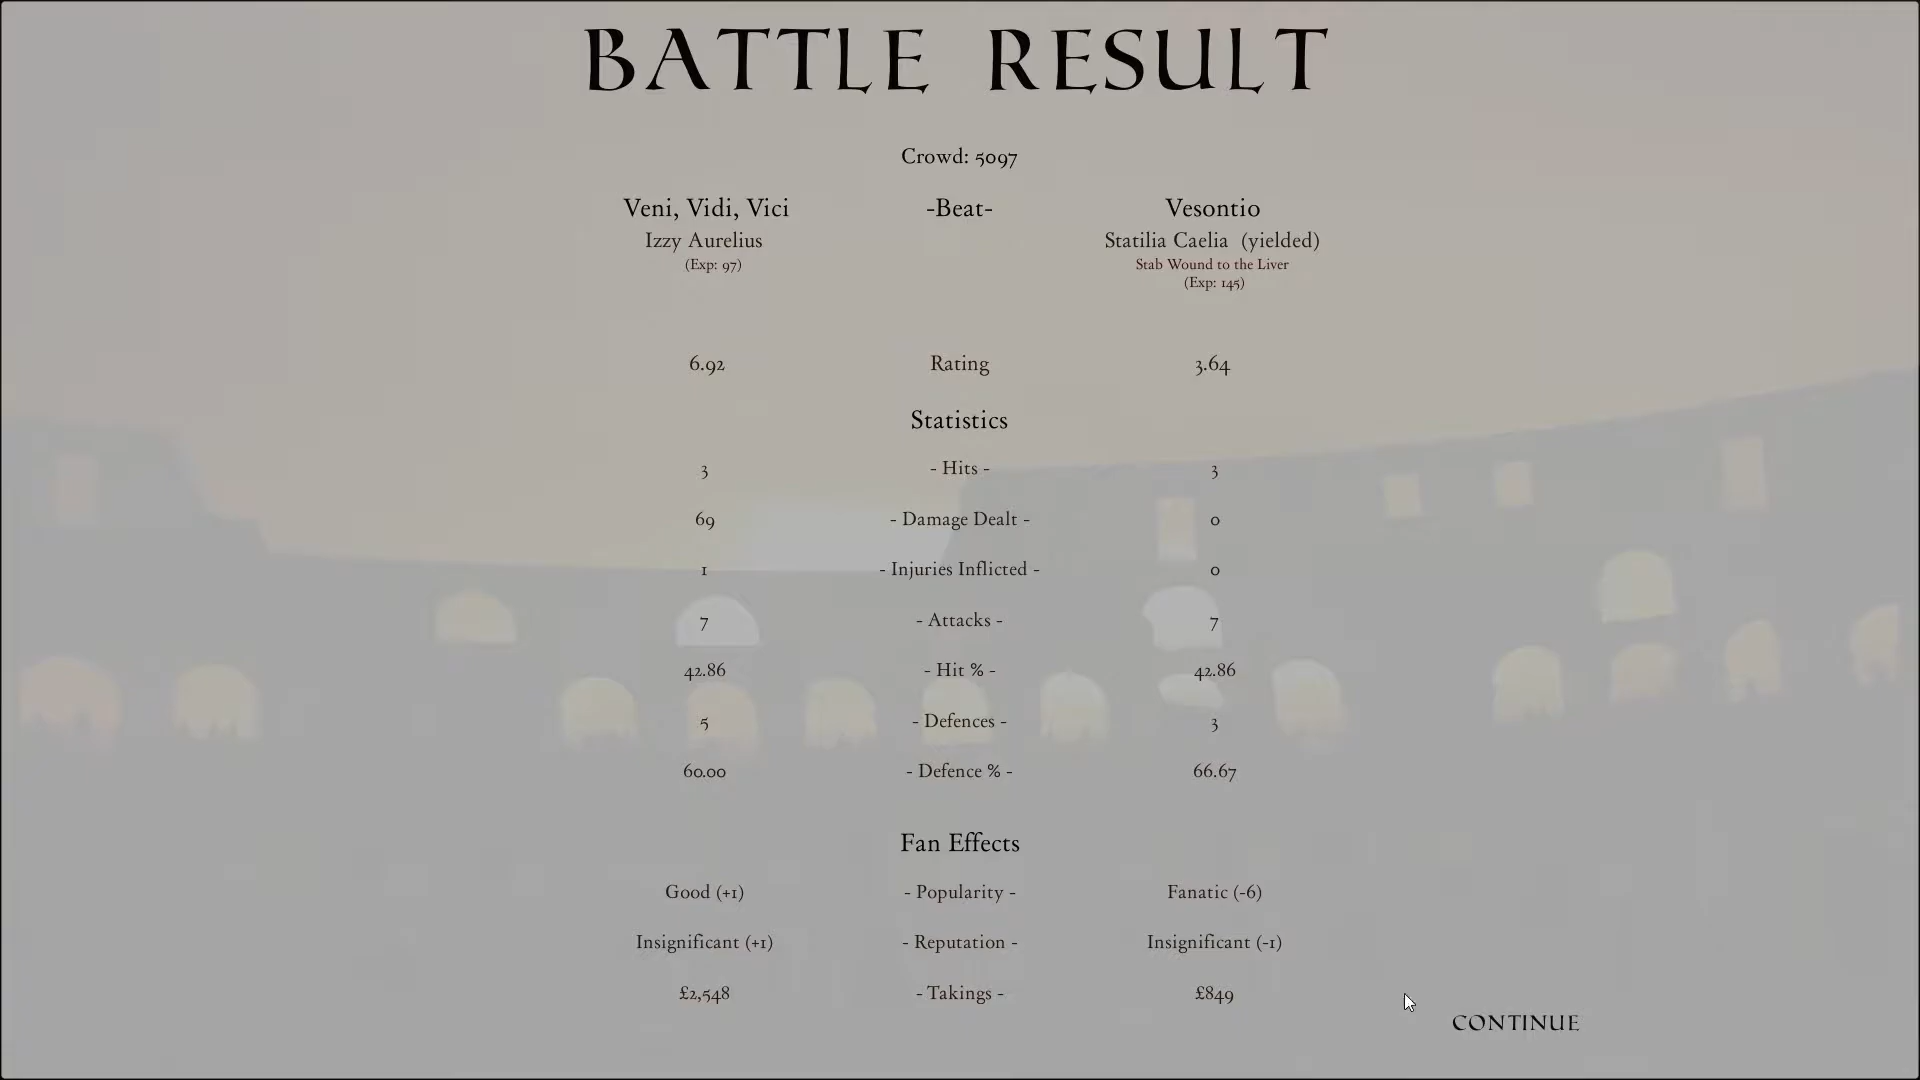 BATTLE RESULT
Crowd: 5097
Veni, Vidi, Vici -Beat- Vesontio
Izzy Aurelius Statilia Caelia (yielded)
(Exp: 97) Stab Wound to the Liver
(Exp: 145)
6.92 Rating 3.64
Statistics
3 - Hits - 3
69 - Damage Dealt - 0
1 - Injuries Inflicted - 0
7 - Attacks - 7
42.86 - Hit % - 42.86
5 - Defences - 3
60.00 - Defence % - 66.67
Fan Effects
Good (+1) - Popularity - Fanatic (-6)
Insignificant (+1) - Reputation - Insignificant (-1)
£2,548 - Takings - £849
CONTINUE